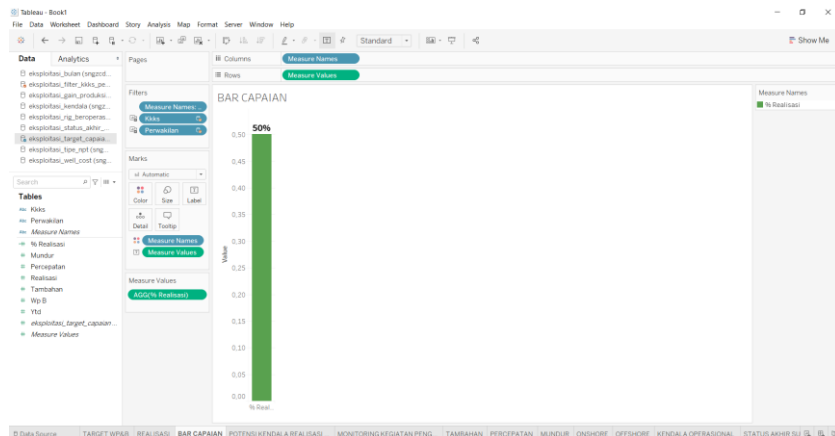 Tableau - Book1
File Data Worksheet Dashboard Story Analysis Map Format Server Window Help
Standard
Show Me
Data Analytics
eksploitasi_bulan (sngzcd...
eksploitasi_filter_kkks_pe...
eksploitasi_gain_produksi...
eksploitasi_kendala (sngz...
eksploitasi_rig_beroperas...
eksploitasi_status_akhir_...
eksploitasi_target_capaia...
eksploitasi_tipe_npt (sng...
eksploitasi_well_cost (sng...
Search
Tables
Abc Kkks
Abc Perwakilan
Abc Measure Names
% Realisasi
Mundur
Percepatan
Realisasi
Tambahan
Wp B
Ytd
eksploitasi_target_capaian...
Measure Values
Pages
Filters
Measure Names: ..
Kkks
Perwakilan
Marks
Automatic
Color Size Label
Detail Tooltip
Measure Names
Measure Values
Measure Values
AGG(% Realisasi)
Columns Measure Names
Rows Measure Values
BAR CAPAIAN
50%
0,50
0,45
0,40
0,35
0,30
0,25
0,20
0,15
0,10
0,05
0,00
Value
% Real..
Measure Names
% Realisasi
Data Source TARGET WP&B REALISASI BAR CAPAIAN POTENSI KENDALA REALISASI... MONITORING KEGIATAN PENG... TAMBAHAN PERCEPATAN MUNDUR ONSHORE OFFSHORE KENDALA OPERASIONAL STATUS AKHIR SU